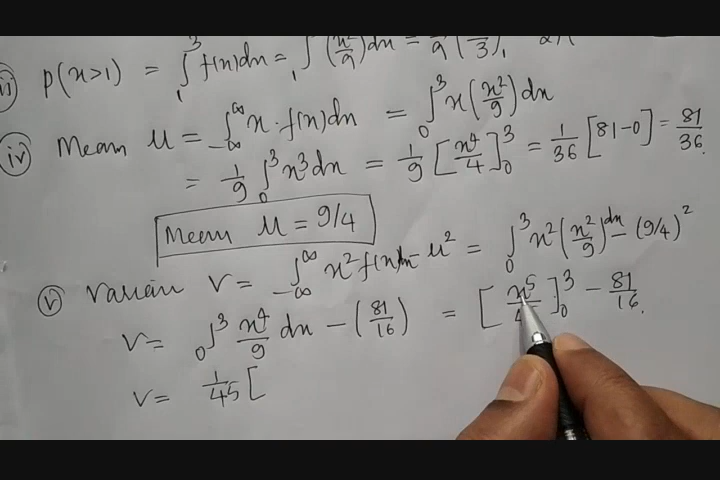 P(x>1) = ∫₁³ f(x)dx = ∫₁ (x²/9)dx = 1/9 (/3)₁
iv) Mean μ = ∫₋∞^∞ x·f(x)dx = ∫₀³ x(x²/9)dx
= 1/9 ∫₀³ x³dx = 1/9 [x⁴/4]₀³ = 1/36 [81-0] = 81/36.
Mean μ = 9/4
v) V = ∫₋∞^∞ x² f(x)dx - μ² = ∫₀³ x²(x²/9)dx - (9/4)²
V = ₀∫³ x⁴/9 dx - (81/16) = [x⁵/4]₀³ - 81/16.
V = 1/45 [